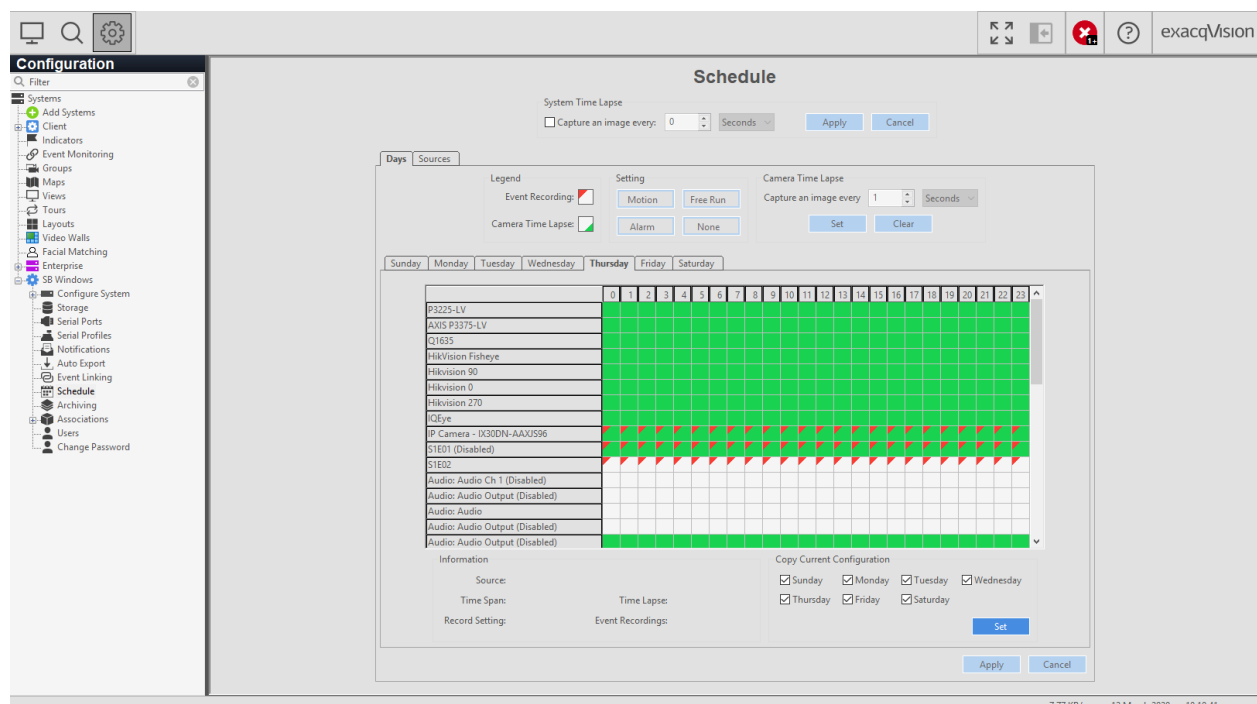 exacqVision
Configuration
Filter
Systems
Add Systems
Client
Indicators
Event Monitoring
Groups
Maps
Views
Tours
Layouts
Video Walls
Facial Matching
Enterprise
SB Windows
Configure System
Storage
Serial Ports
Serial Profiles
Notifications
Auto Export
Event Linking
Schedule
Archiving
Associations
Users
Change Password
Schedule
System Time Lapse
Capture an image every: 0 Seconds Apply Cancel
Days Sources
Legend Setting Camera Time Lapse
Event Recording: Motion Free Run Capture an image every 1 Seconds
Camera Time Lapse: Alarm None Set Clear
Sunday Monday Tuesday Wednesday Thursday Friday Saturday
0 1 2 3 4 5 6 7 8 9 10 11 12 13 14 15 16 17 18 19 20 21 22 23
P3225-LV
AXIS P3375-LV
Q1635
HikVision Fisheye
Hikvision 90
Hikvision 0
Hikvision 270
IQEye
IP Camera - IX30DN-AAXJS96
S1E01 (Disabled)
S1E02
Audio: Audio Ch 1 (Disabled)
Audio: Audio Output (Disabled)
Audio: Audio
Audio: Audio Output (Disabled)
Audio: Audio Output (Disabled)
Information Copy Current Configuration
Source: Sunday Monday Tuesday Wednesday
Time Span: Time Lapse: Thursday Friday Saturday
Record Setting: Event Recordings:
Set
Apply Cancel